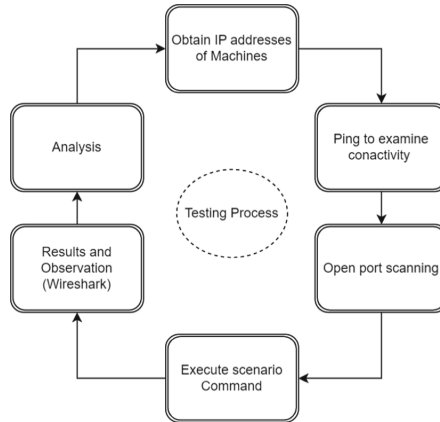 Obtain IP addresses
of Machines
Ping to examine
conactivity
Open port scanning
Execute scenario
Command
Results and
Observation
(Wireshark)
Analysis
Testing Process